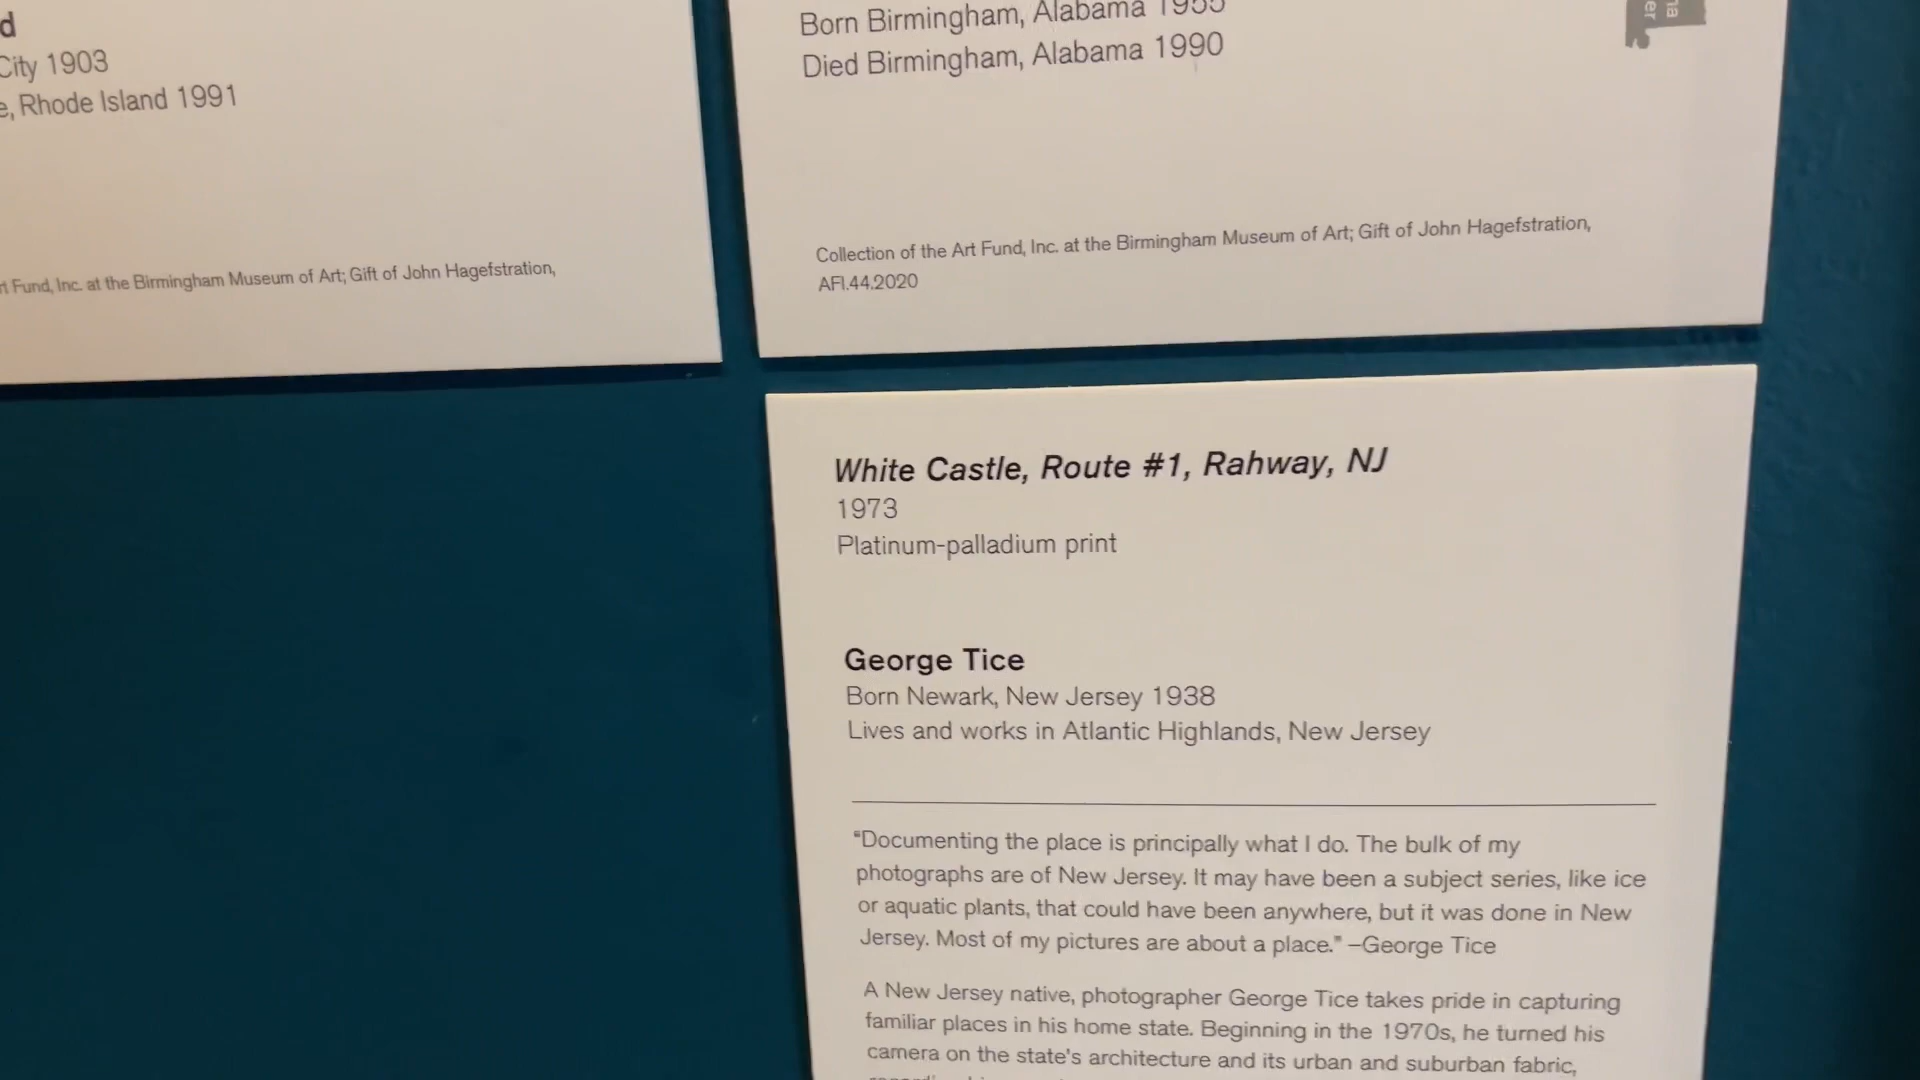 d
City 1903
e, Rhode Island 1991
rt Fund, Inc. at the Birmingham Museum of Art; Gift of John Hagefstration,
Born Birmingham, Alabama 1955
Died Birmingham, Alabama 1990
na
er
Collection of the Art Fund, Inc. at the Birmingham Museum of Art; Gift of John Hagefstration,
AFI.44.2020
White Castle, Route #1, Rahway, NJ
1973
Platinum-palladium print
George Tice
Born Newark, New Jersey 1938
Lives and works in Atlantic Highlands, New Jersey
"Documenting the place is principally what I do. The bulk of my
photographs are of New Jersey. It may have been a subject series, like ice
or aquatic plants, that could have been anywhere, but it was done in New
Jersey. Most of my pictures are about a place." –George Tice
A New Jersey native, photographer George Tice takes pride in capturing
familiar places in his home state. Beginning in the 1970s, he turned his
camera on the state's architecture and its urban and suburban fabric,